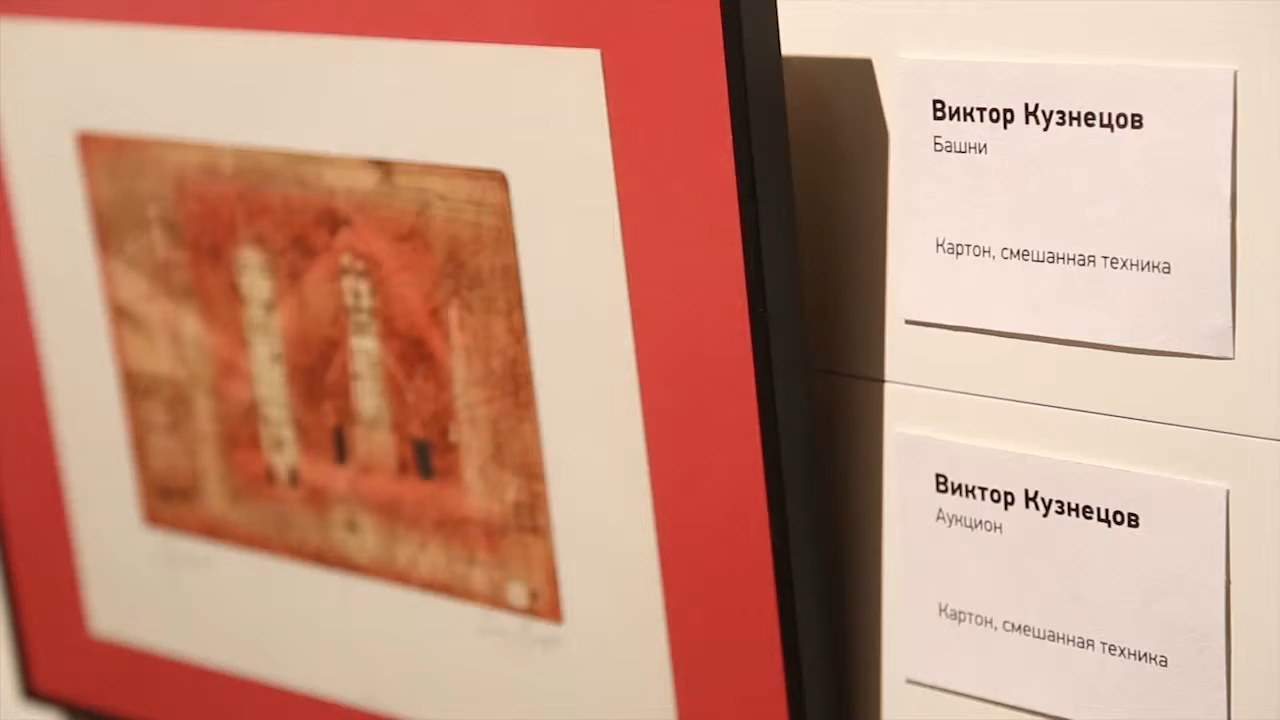 Виктор Кузнецов
Башни
Картон, смешанная техника
Виктор Кузнецов
Аукцион
Картон, смешанная техника